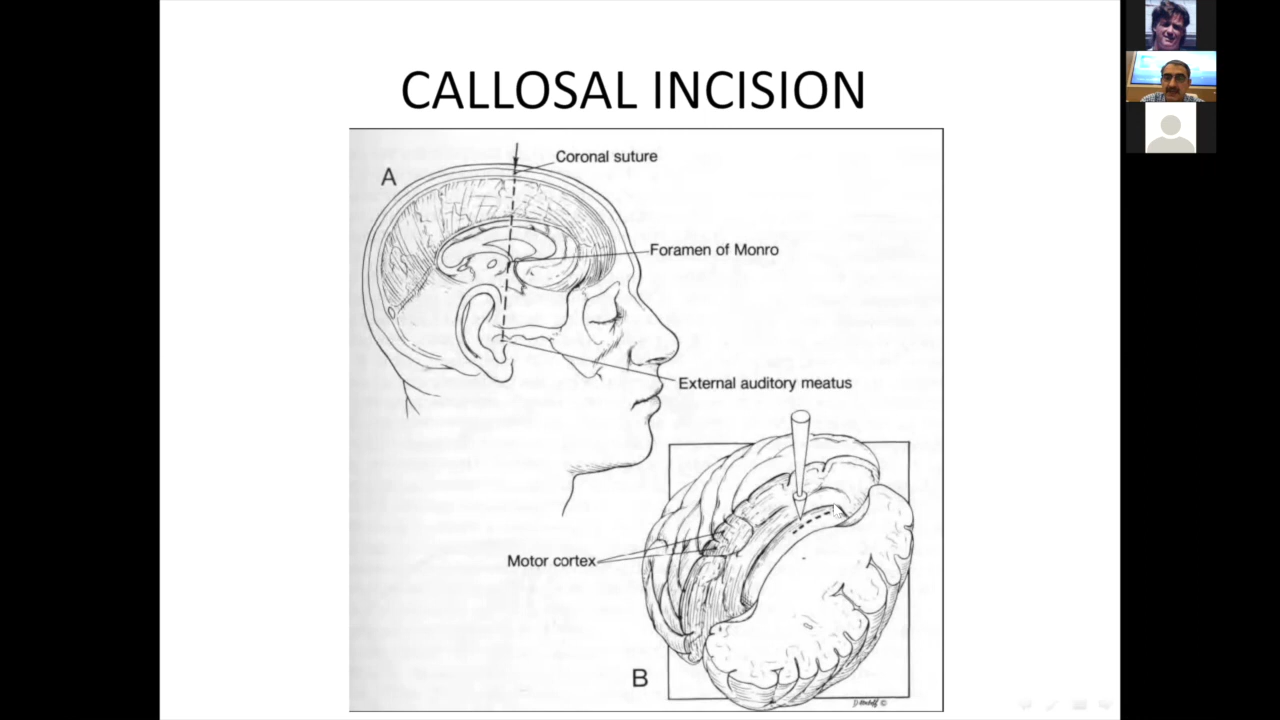 CALLOSAL INCISION
A
Coronal suture
Foramen of Monro
External auditory meatus
Motor cortex
B